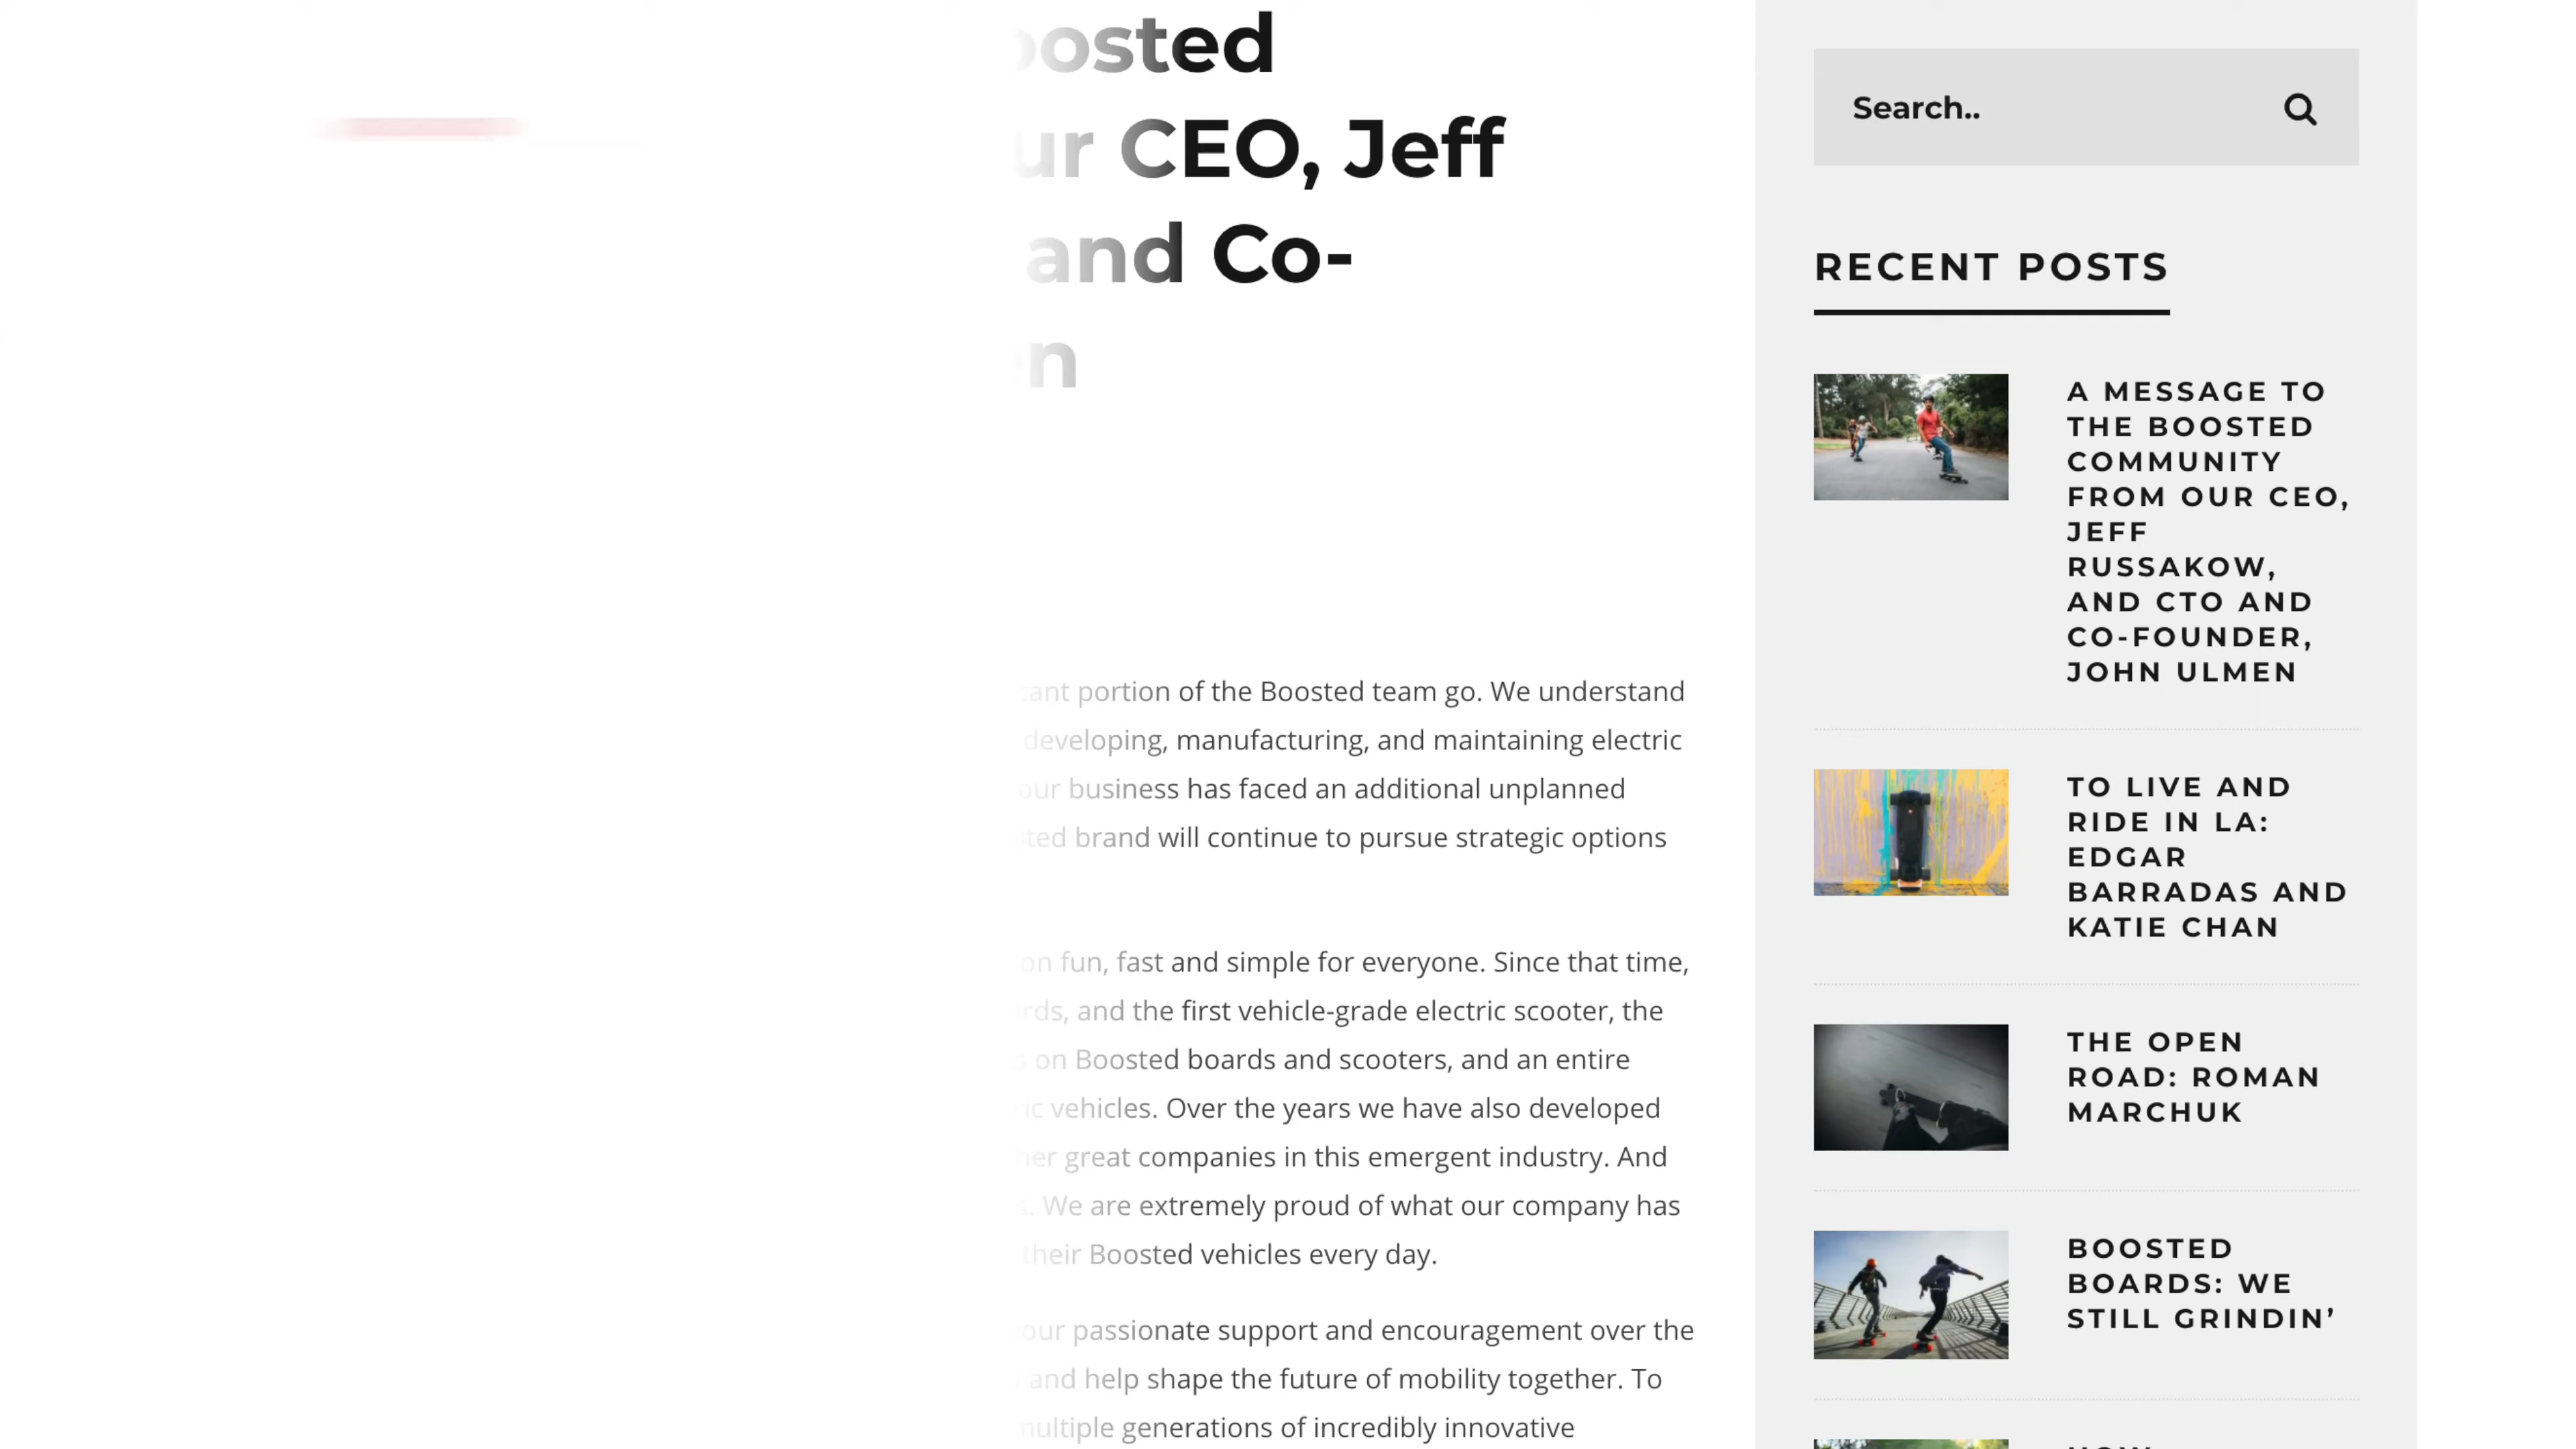 Boosted
our CEO, Jeff
and Co-
portion of the Boosted team go. We understand
developing, manufacturing, and maintaining electric
our business has faced an additional unplanned
brand will continue to pursue strategic options
on fun, fast and simple for everyone. Since that time,
and the first vehicle-grade electric scooter, the
on Boosted boards and scooters, and an entire
vehicles. Over the years we have also developed
great companies in this emergent industry. And
We are extremely proud of what our company has
their Boosted vehicles every day.
your passionate support and encouragement over the
and help shape the future of mobility together. To
multiple generations of incredibly innovative
Search..
RECENT POSTS
A MESSAGE TO
THE BOOSTED
COMMUNITY
FROM OUR CEO,
JEFF
RUSSAKOW,
AND CTO AND
CO-FOUNDER,
JOHN ULMEN
TO LIVE AND
RIDE IN LA:
EDGAR
BARRADAS AND
KATIE CHAN
THE OPEN
ROAD: ROMAN
MARCHUK
BOOSTED
BOARDS: WE
STILL GRINDIN’